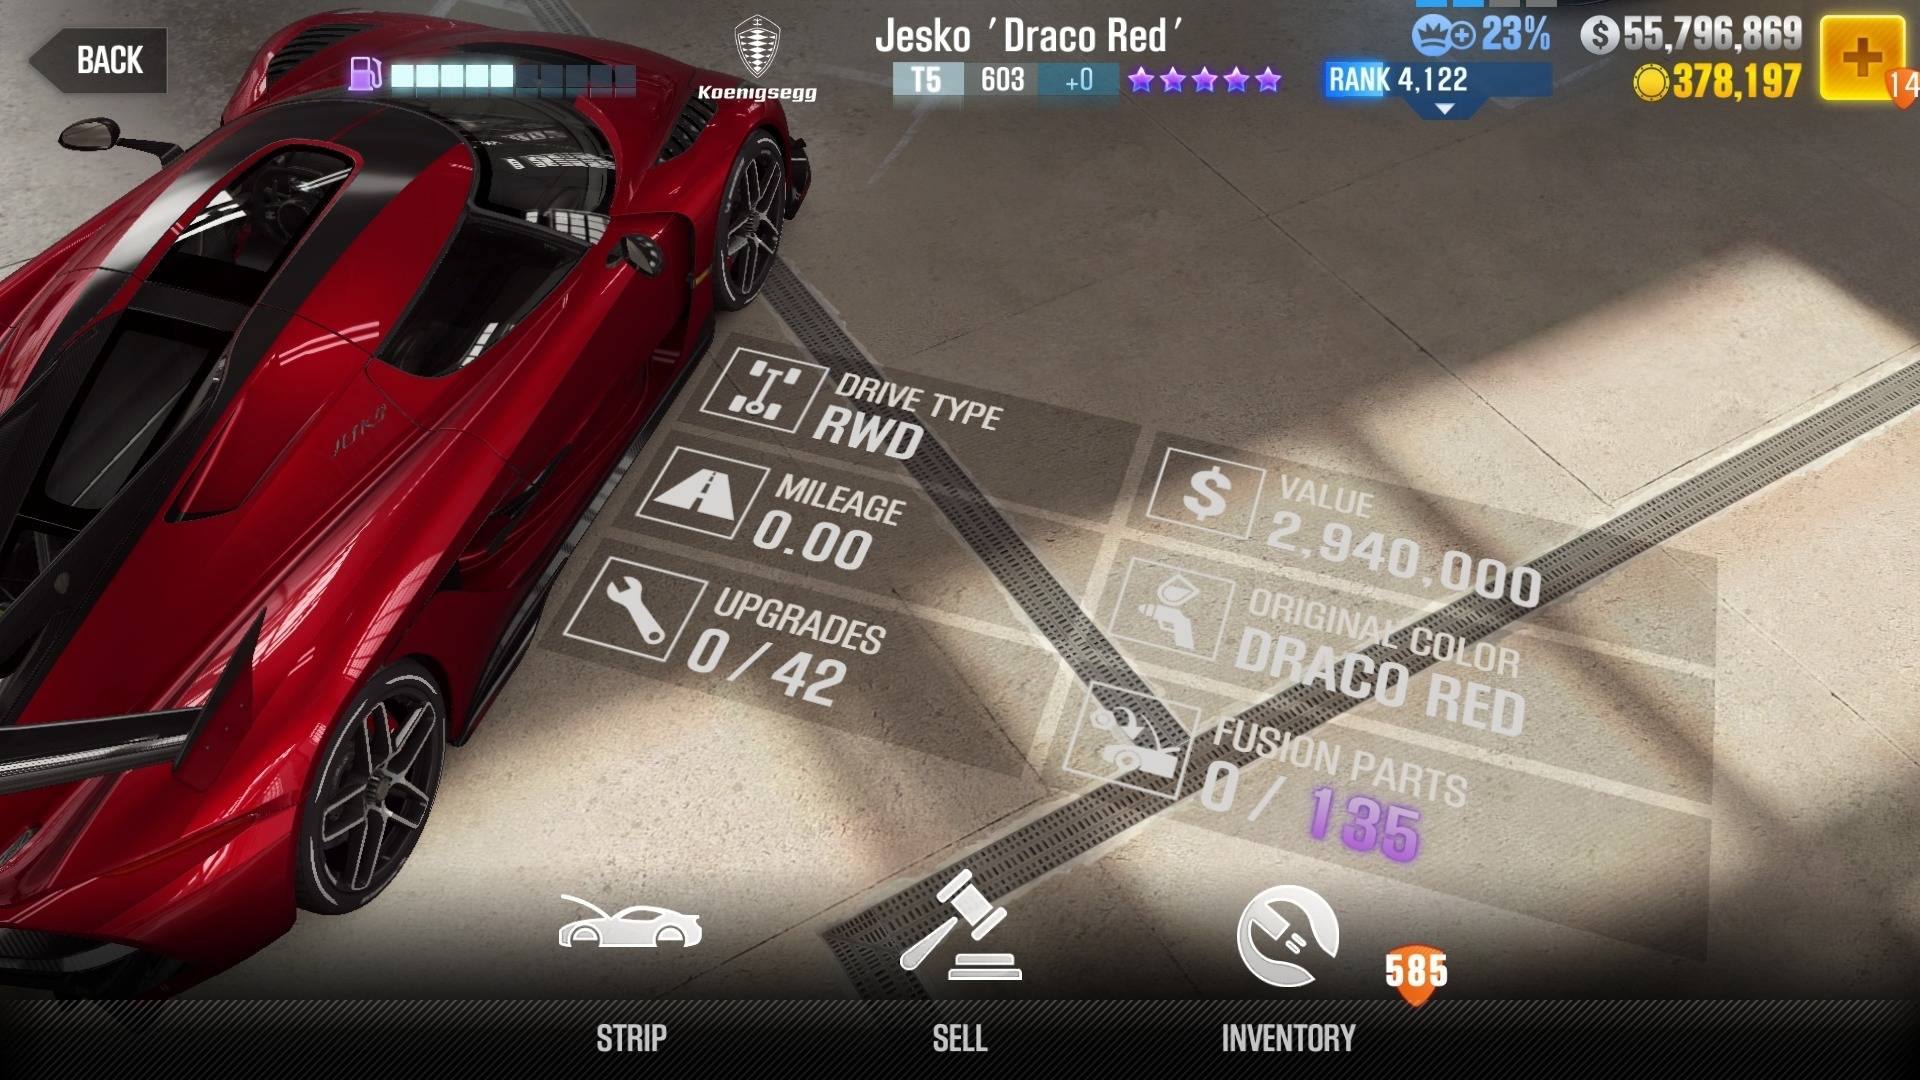 BACK
Koenigsegg
Jesko 'Draco Red'
T5 603 +0
23%
RANK 4,122
$ 55,796,869
378,197
14
JESKO
DRIVE TYPE
RWD
MILEAGE
0.00
UPGRADES
0 / 42
$ VALUE
2,940,000
ORIGINAL COLOR
DRACO RED
FUSION PARTS
0 / 135
585
STRIP
SELL
INVENTORY